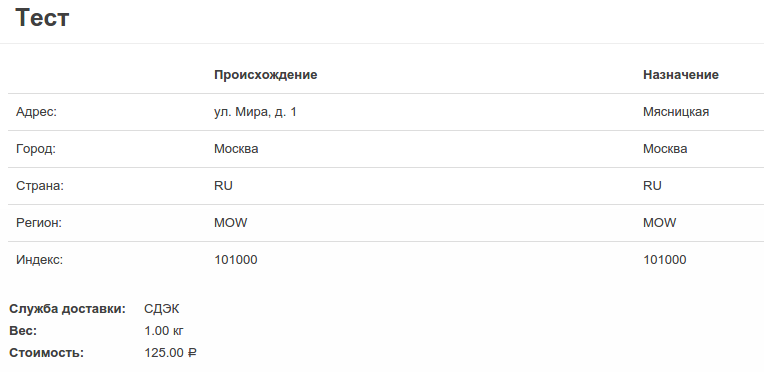 Тест
Происхождение Назначение
Адрес: ул. Мира, д. 1 Мясницкая
Город: Москва Москва
Страна: RU RU
Регион: MOW MOW
Индекс: 101000 101000
Служба доставки: СДЭК
Вес: 1.00 кг
Стоимость: 125.00 ₽